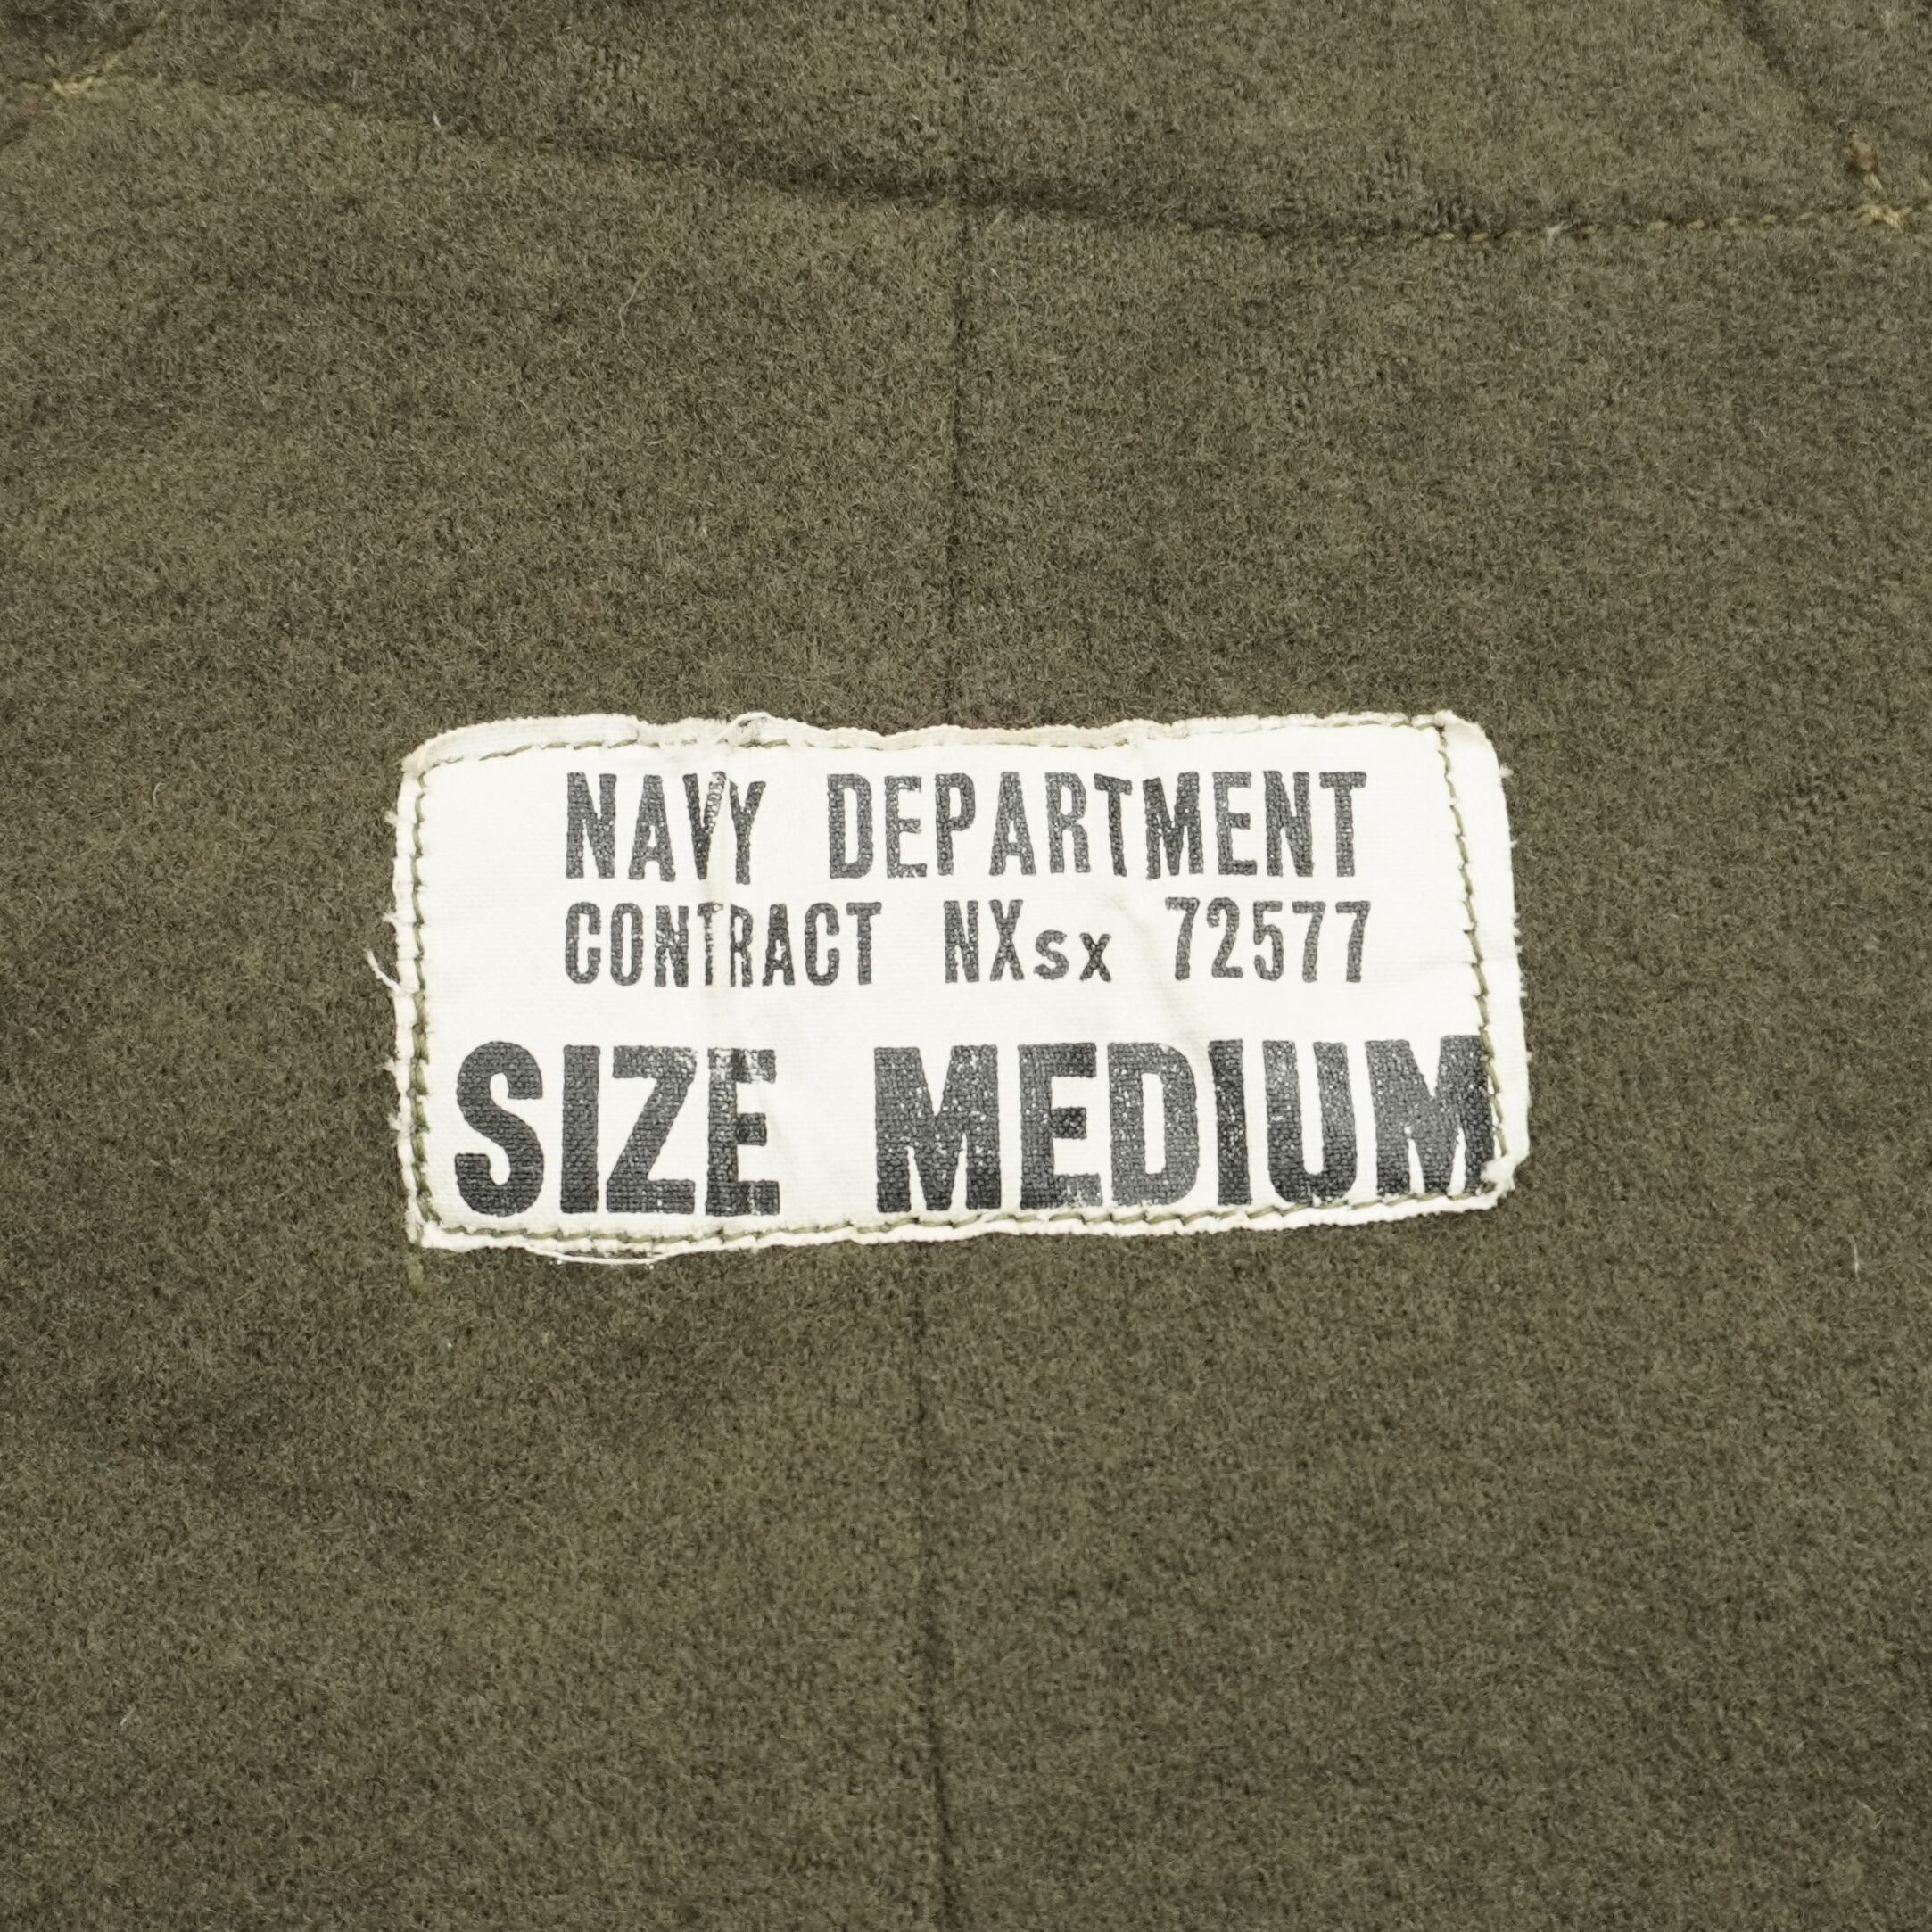 NAVY DEPARTMENT
CONTRACT NXsx 72577
SIZE MEDIUM